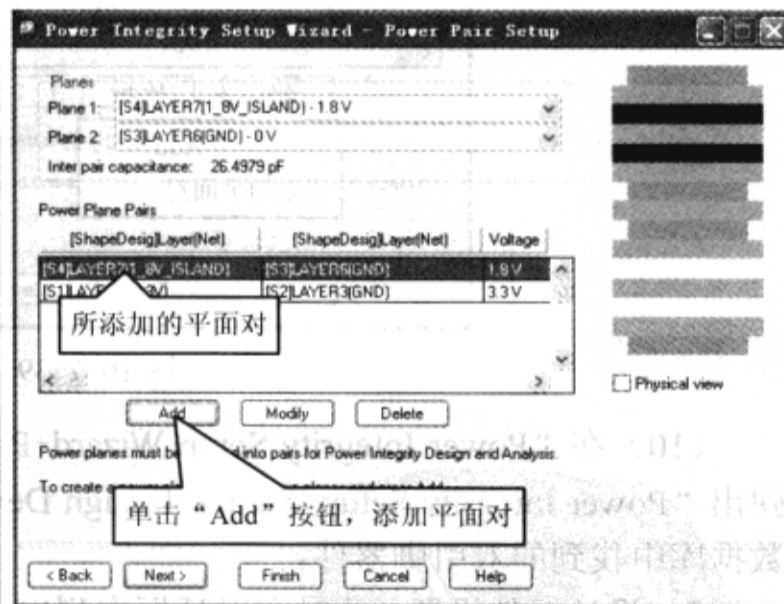 Power Integrity Setup Wizard - Power Pair Setup
Planes
Plane 1: [S4]LAYER7(1_8V_ISLAND) - 1.8 V
Plane 2: [S3]LAYER6(GND) - 0 V
Inter pair capacitance: 26.4979 pF
Power Plane Pairs
[ShapeDesig]Layer(Net) [ShapeDesig]Layer(Net) Voltage
[S4]LAYER7(1_8V_ISLAND) [S3]LAYER6(GND) 1.8 V
[S2]LAYER3(GND) 3.3 V
所添加的平面对
Physical view
Add Modify Delete
Power planes must be into pairs for Power Integrity Design and Analysis.
To create a
单击“Add”按钮，添加平面对
< Back Next > Finish Cancel Help